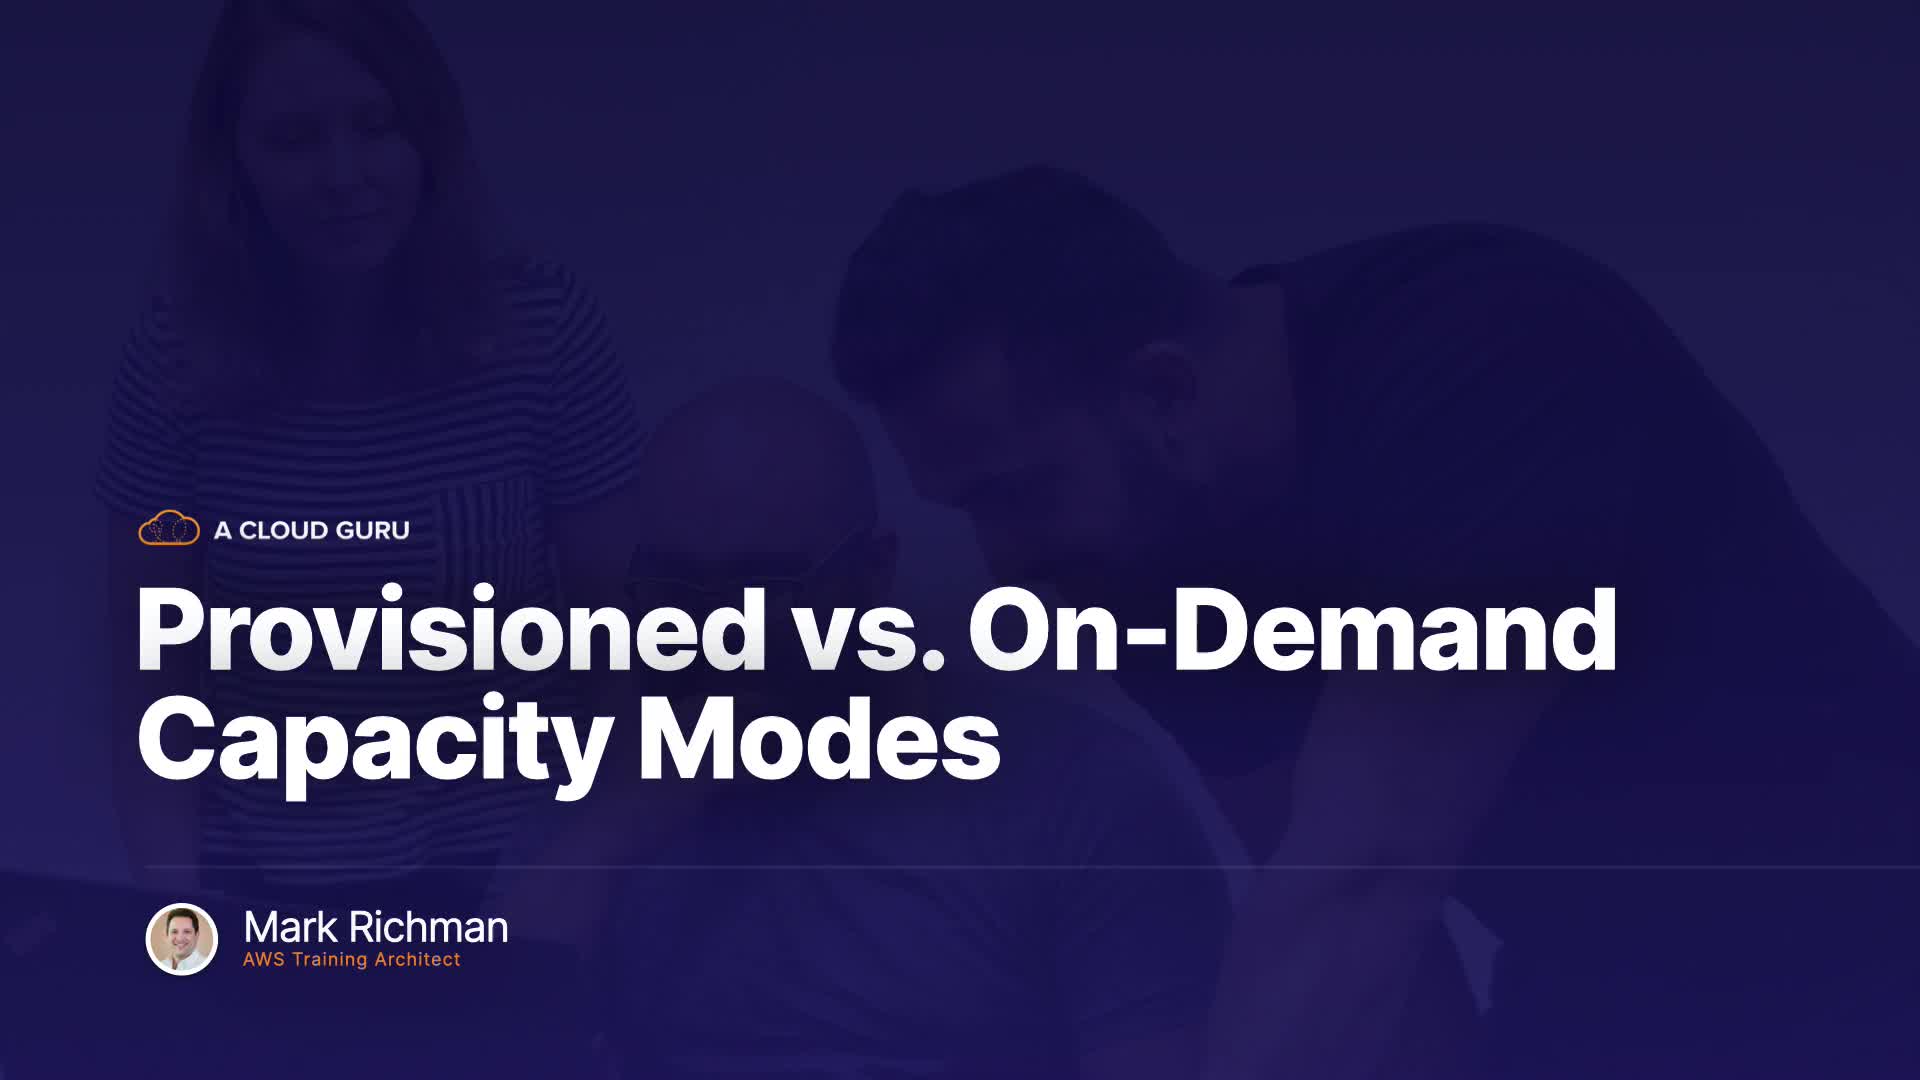 A CLOUD GURU
Provisioned vs. On-Demand
Capacity Modes
Mark Richman
AWS Training Architect